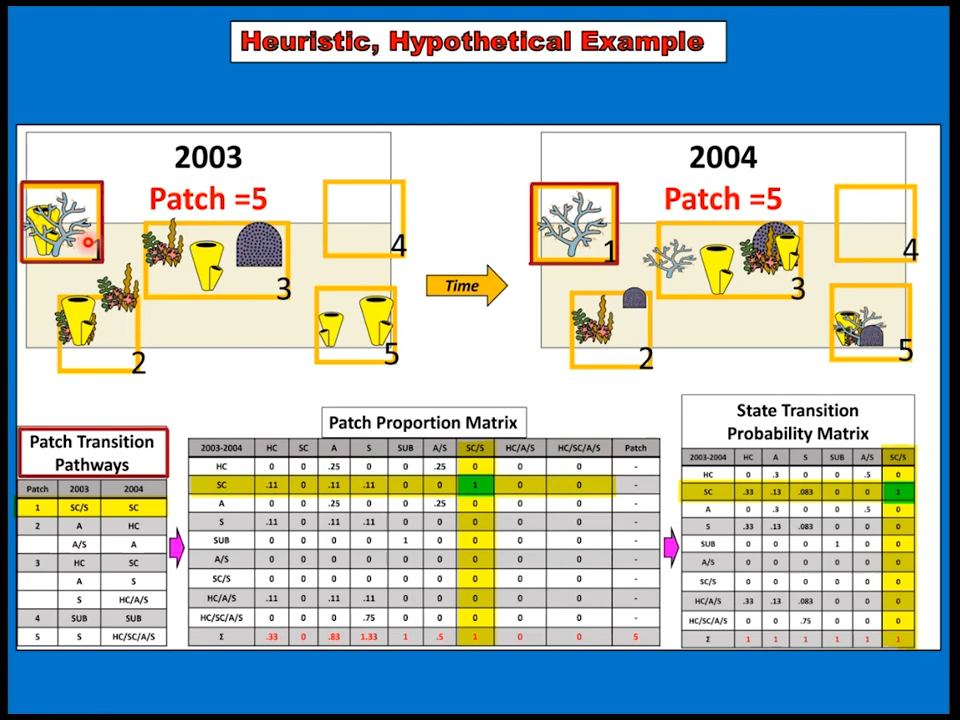 Heuristic, Hypothetical Example
2003
Patch =5
1
2
3
4
5
Time
2004
Patch =5
1
2
3
4
5
Patch Transition
Pathways
Patch 2003 2004
1 SC/S SC
2 A HC
A/S A
3 HC SC
A S
S HC/A/S
4 SUB SUB
5 S HC/SC/A/S
Patch Proportion Matrix
2003-2004 HC SC A S SUB A/S SC/S HC/A/S HC/SC/A/S Patch
HC 0 0 .25 0 0 .25 0 0 0 -
SC .11 0 .11 .11 0 0 1 0 0 -
A 0 0 .25 0 0 .25 0 0 0 -
S .11 0 .11 .11 0 0 0 0 0 -
SUB 0 0 0 0 1 0 0 0 0 -
A/S 0 0 0 0 0 0 0 0 0 -
SC/S 0 0 0 0 0 0 0 0 0 -
HC/A/S .11 0 .11 .11 0 0 0 0 0 -
HC/SC/A/S 0 0 0 .75 0 0 0 0 0 -
Σ .33 0 .83 1.33 1 .5 1 0 0 5
State Transition
Probability Matrix
2003-2004 HC A S SUB A/S SC/S
HC 0 .3 0 0 .5 0
SC .33 .13 .083 0 0 1
A 0 .3 0 0 .5 0
S .33 .13 .083 0 0 0
SUB 0 0 0 1 0 0
A/S 0 0 0 0 0 0
SC/S 0 0 0 0 0 0
HC/A/S .33 .13 .083 0 0 0
HC/SC/A/S 0 0 .75 0 0 0
Σ 1 1 1 1 1 1